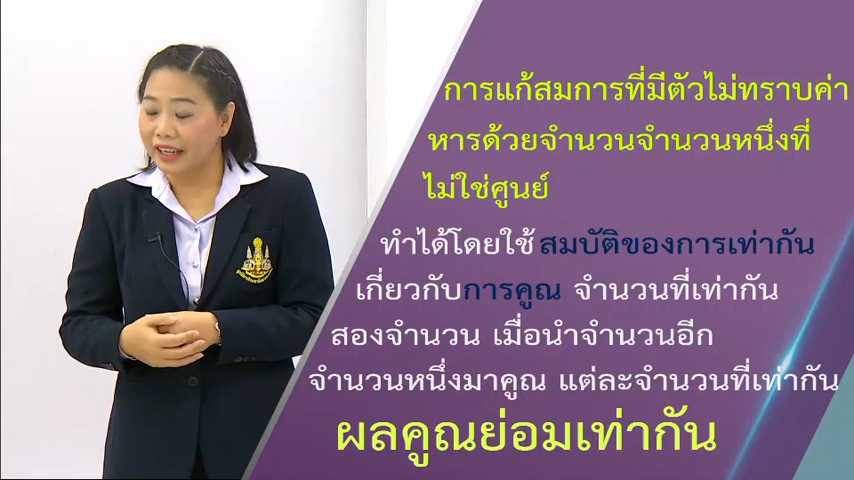 การแก้สมการที่มีตัวไม่ทราบค่า
หารด้วยจำนวนจำนวนหนึ่งที่
ไม่ใช่ศูนย์
ทำได้โดยใช้ สมบัติของการเท่ากัน
เกี่ยวกับการคูณ จำนวนที่เท่ากัน
สองจำนวน เมื่อนำจำนวนอีก
จำนวนหนึ่งมาคูณ แต่ละจำนวนที่เท่ากัน
ผลคูณย่อมเท่ากัน